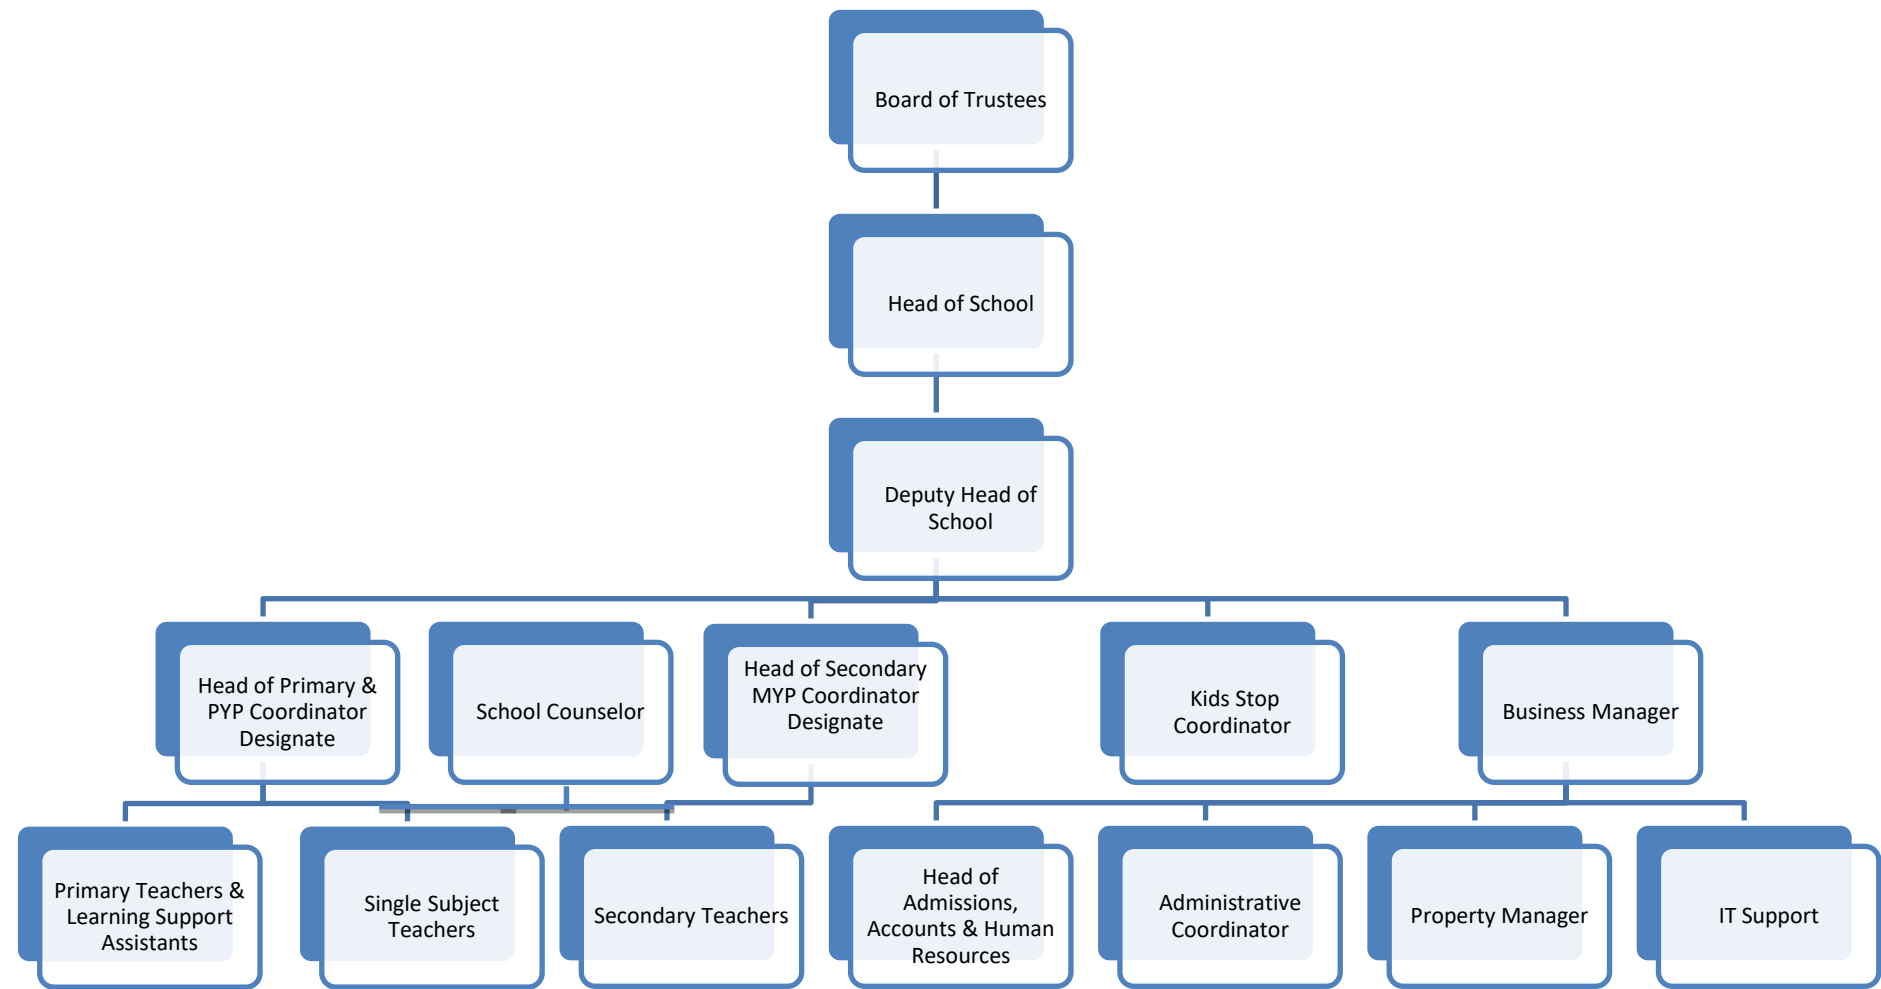 Board of Trustees
Head of School
Deputy Head of
School
Head of Primary &
PYP Coordinator
Designate
School Counselor
Head of Secondary
MYP Coordinator
Designate
Kids Stop
Coordinator
Business Manager
Primary Teachers &
Learning Support
Assistants
Single Subject
Teachers
Secondary Teachers
Head of
Admissions,
Accounts & Human
Resources
Administrative
Coordinator
Property Manager
IT Support